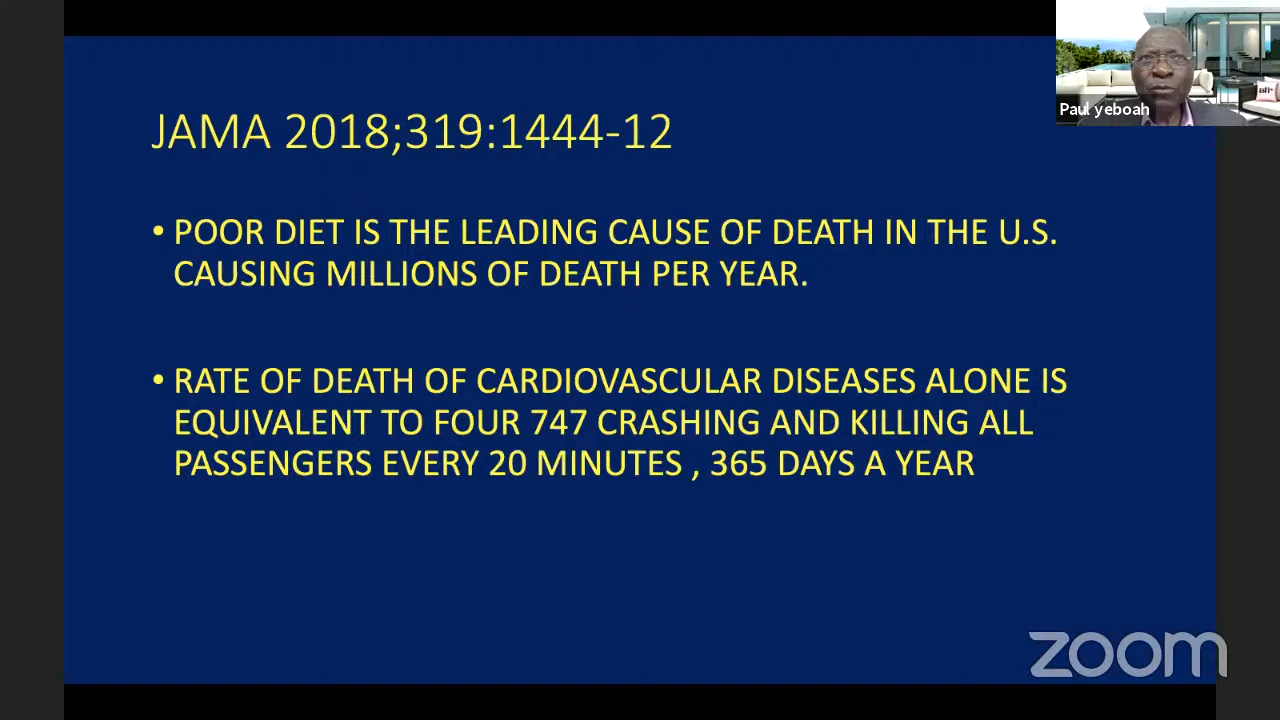 JAMA 2018;319:1444-12
• POOR DIET IS THE LEADING CAUSE OF DEATH IN THE U.S.
CAUSING MILLIONS OF DEATH PER YEAR.
• RATE OF DEATH OF CARDIOVASCULAR DISEASES ALONE IS
EQUIVALENT TO FOUR 747 CRASHING AND KILLING ALL
PASSENGERS EVERY 20 MINUTES , 365 DAYS A YEAR
Paul yeboah
zoom